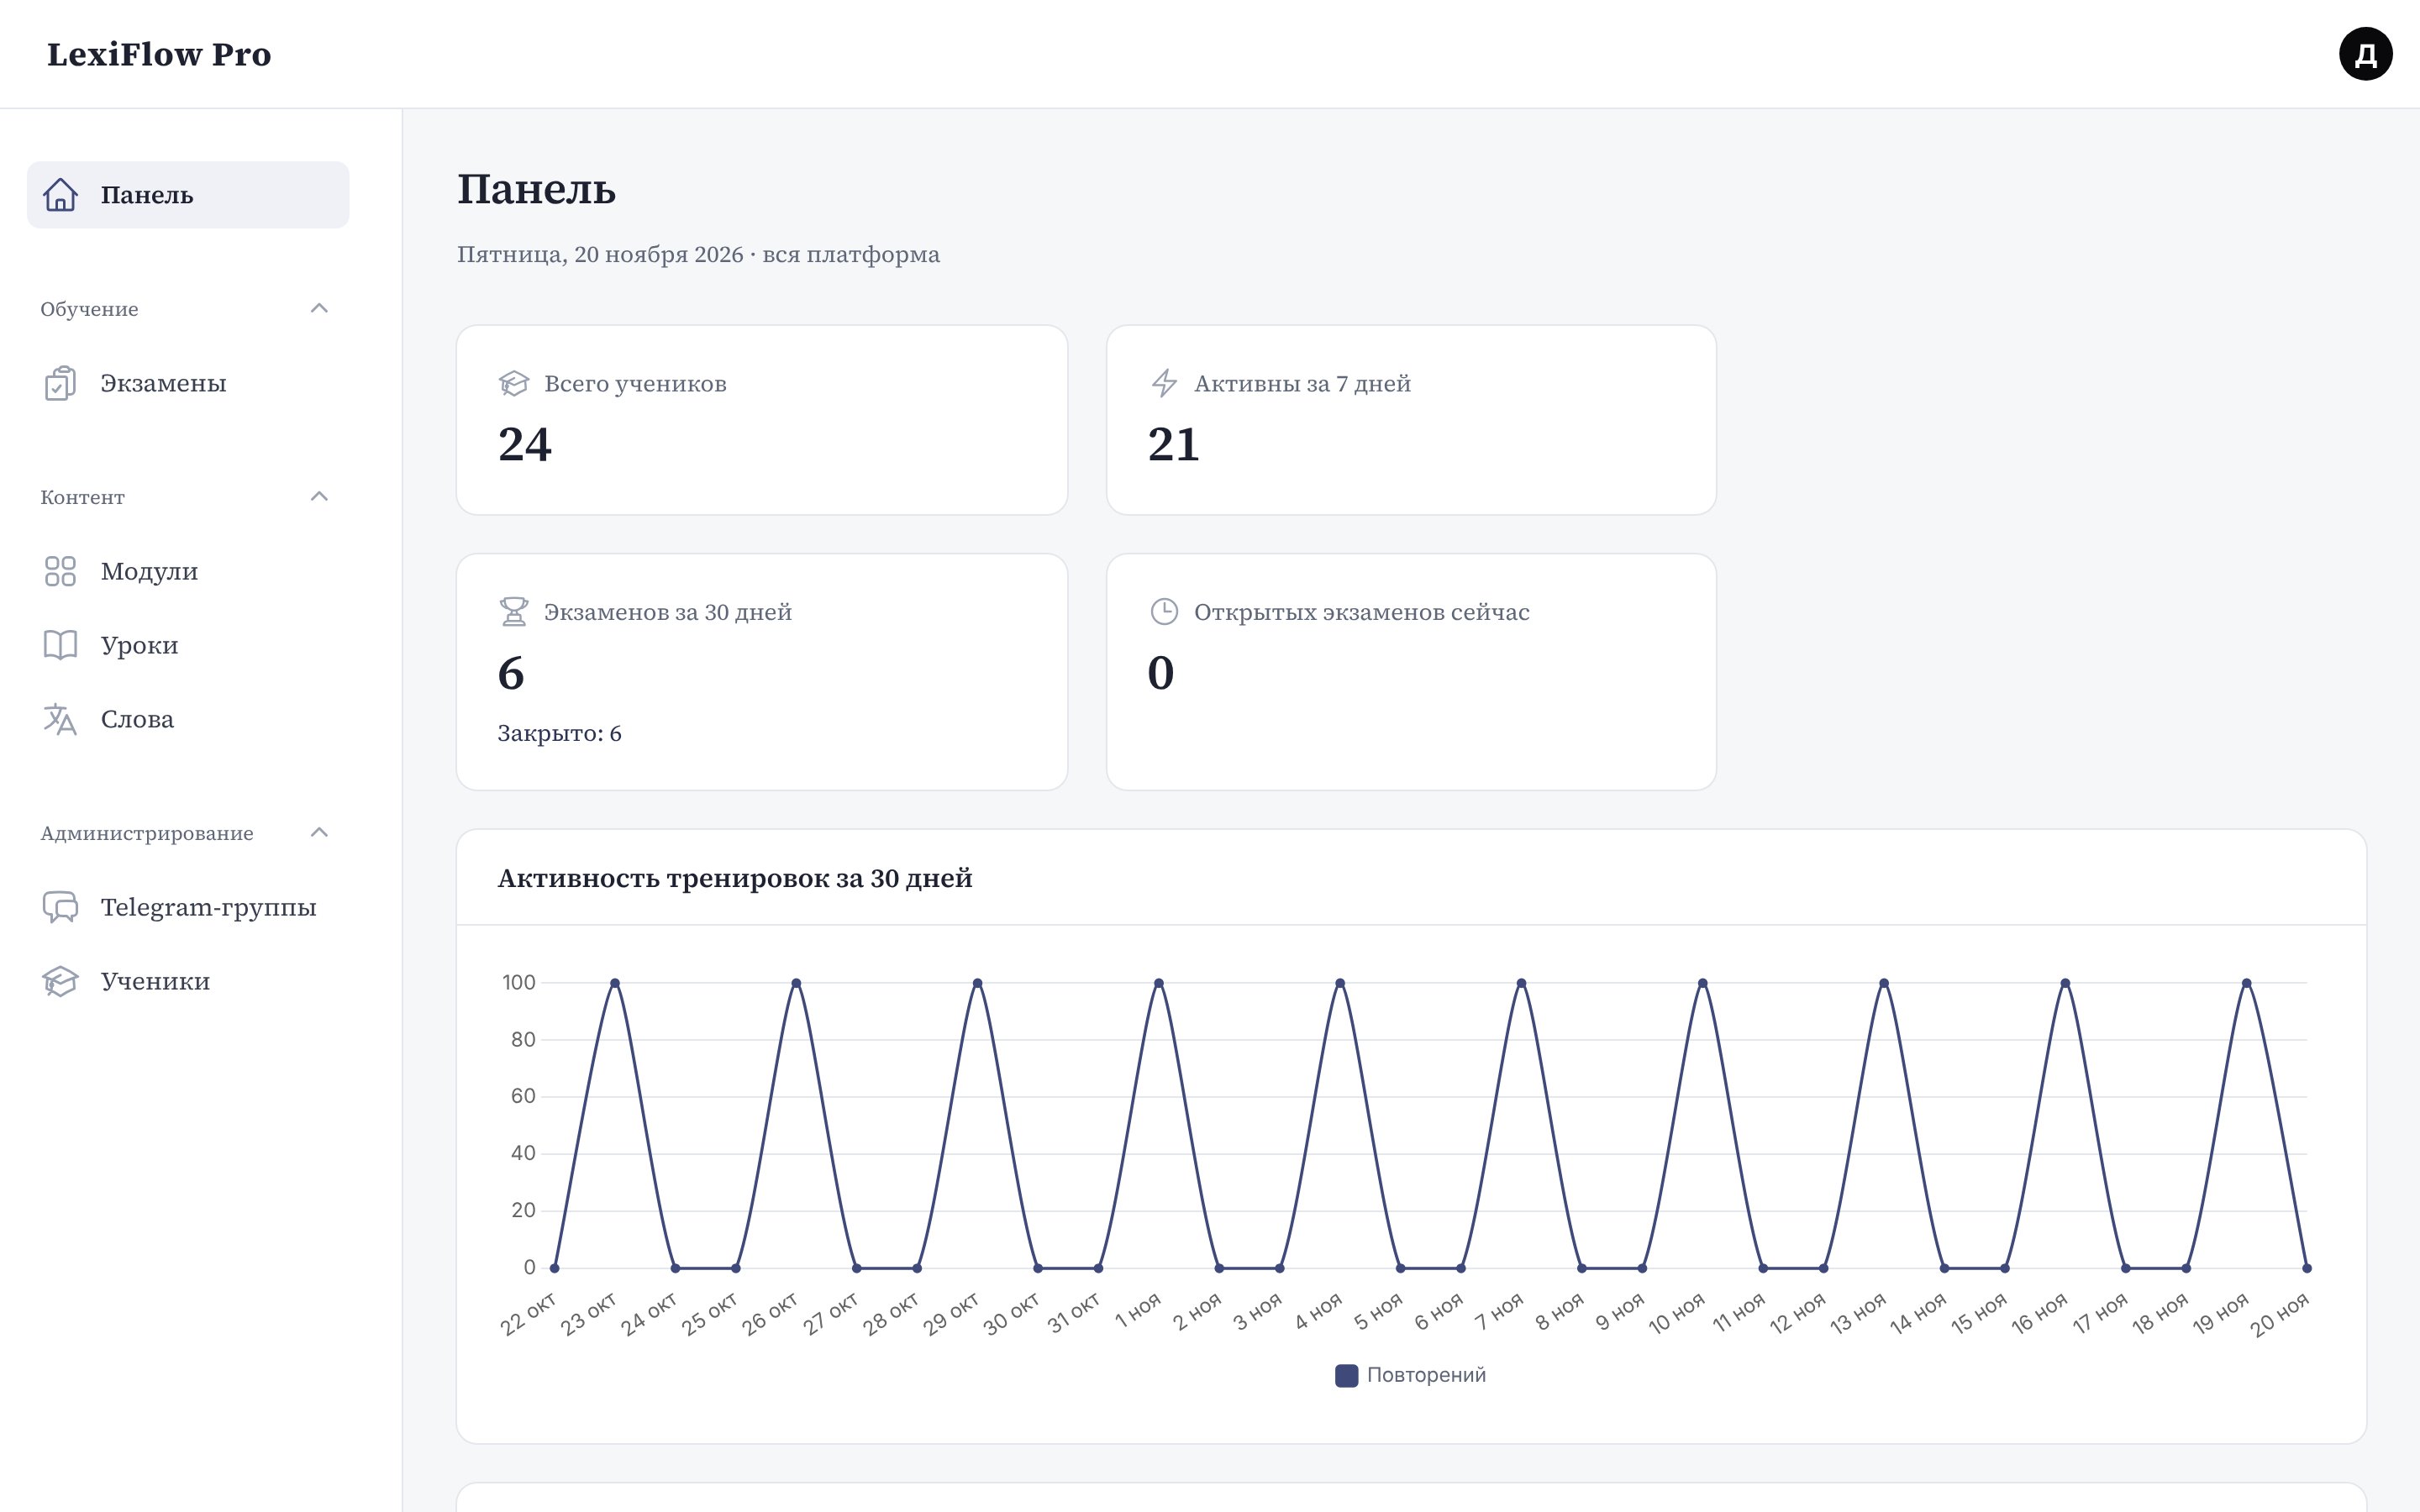 LexiFlow Pro
Д
Панель
Обучение
Экзамены
Контент
Модули
Уроки
Слова
Администрирование
Telegram-группы
Ученики
Панель
Пятница, 20 ноября 2026 · вся платформа
Всего учеников
24
Активны за 7 дней
21
Экзаменов за 30 дней
6
Закрыто: 6
Открытых экзаменов сейчас
0
Активность тренировок за 30 дней
100
80
60
40
20
0
22 окт
23 окт
24 окт
25 окт
26 окт
27 окт
28 окт
29 окт
30 окт
31 окт
1 ноя
2 ноя
3 ноя
4 ноя
5 ноя
6 ноя
7 ноя
8 ноя
9 ноя
10 ноя
11 ноя
12 ноя
13 ноя
14 ноя
15 ноя
16 ноя
17 ноя
18 ноя
19 ноя
20 ноя
Повторений